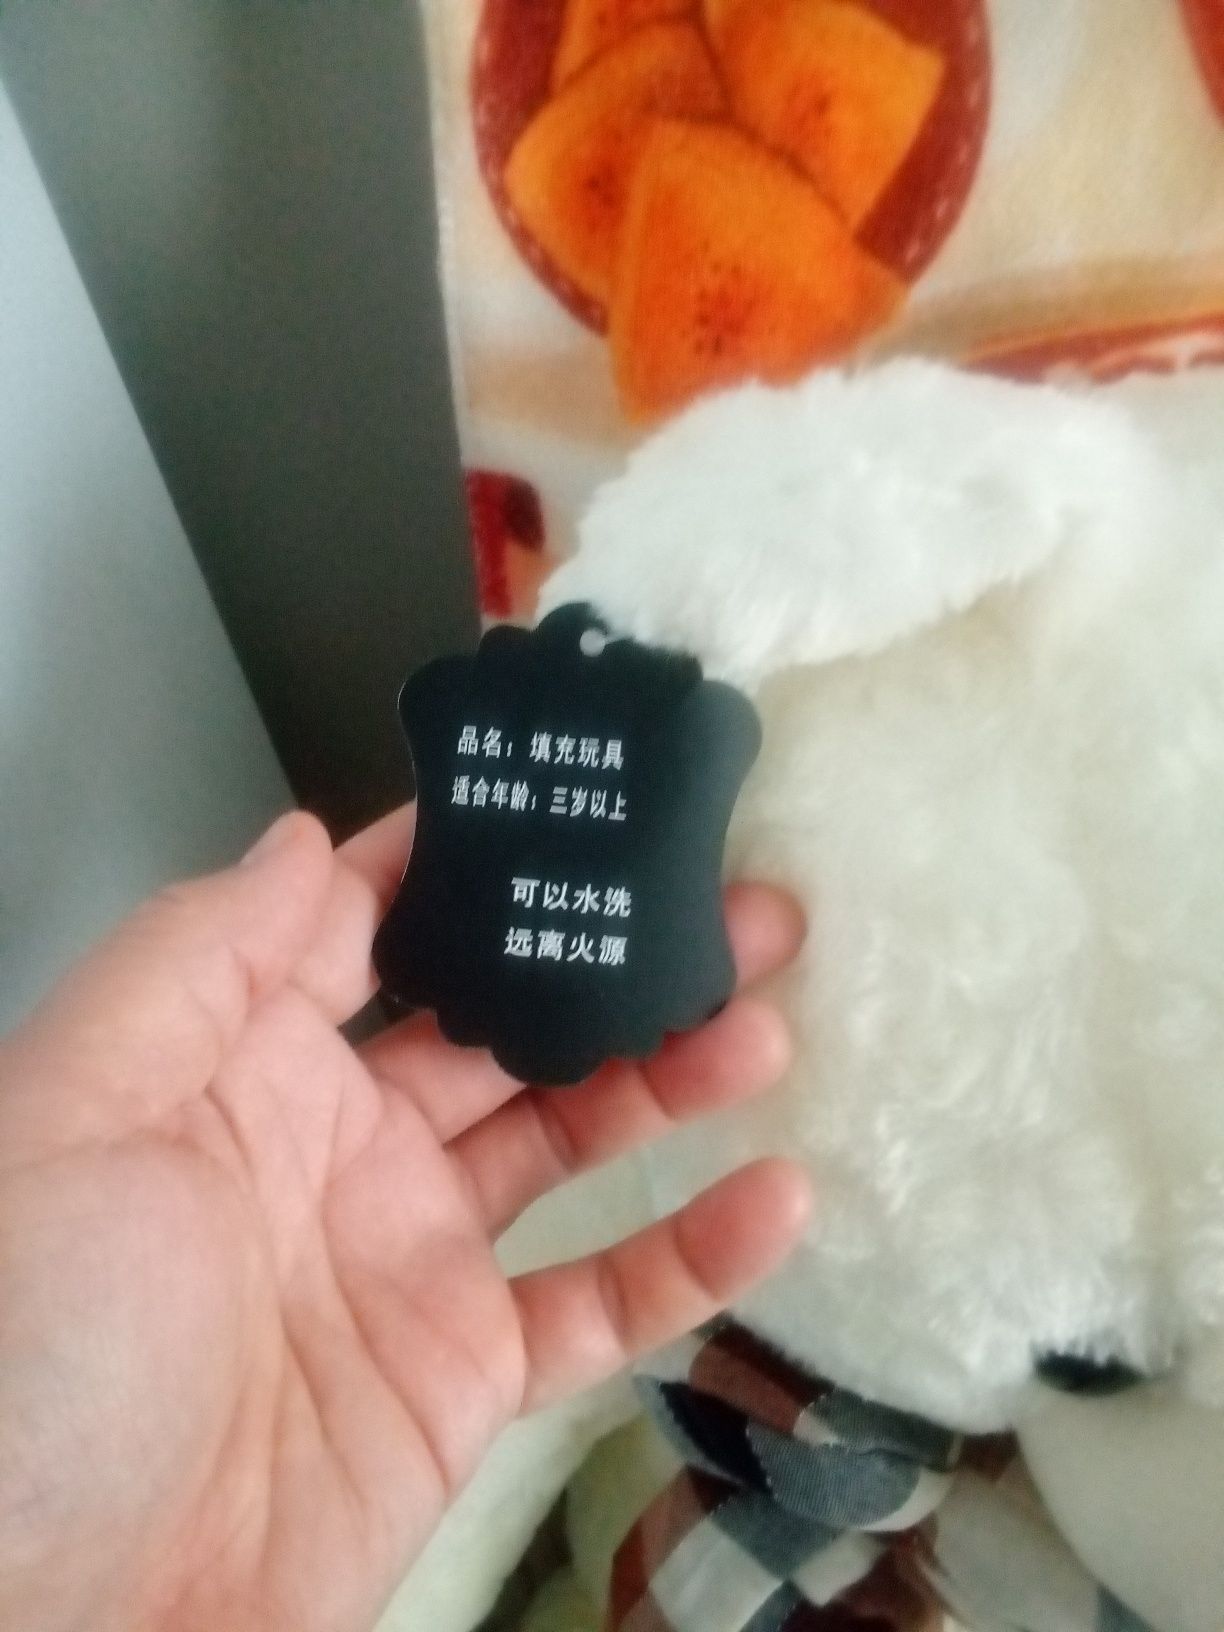 品名：填充玩具
适合年龄：三岁以上
可以水洗
远离火源